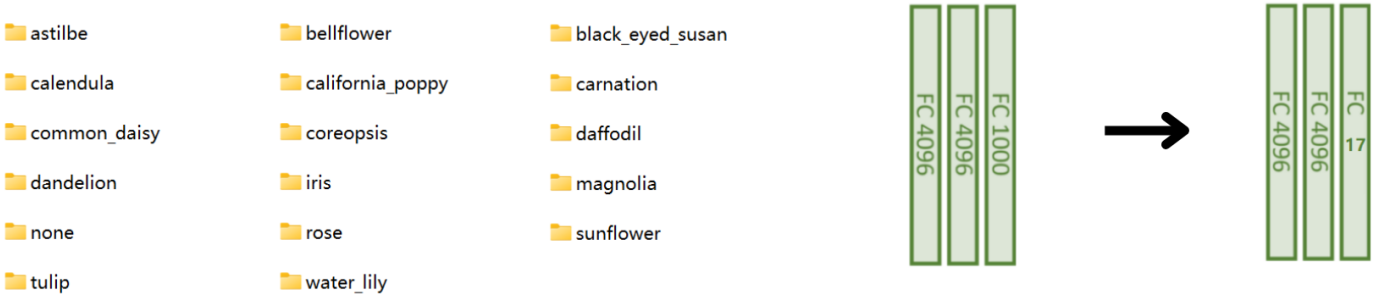 astilbe bellflower black_eyed_susan
calendula california_poppy carnation
common_daisy coreopsis daffodil
dandelion iris magnolia
none rose sunflower
tulip water_lily
FC 4096
FC 4096
FC 1000
FC 4096
FC 4096
FC 17